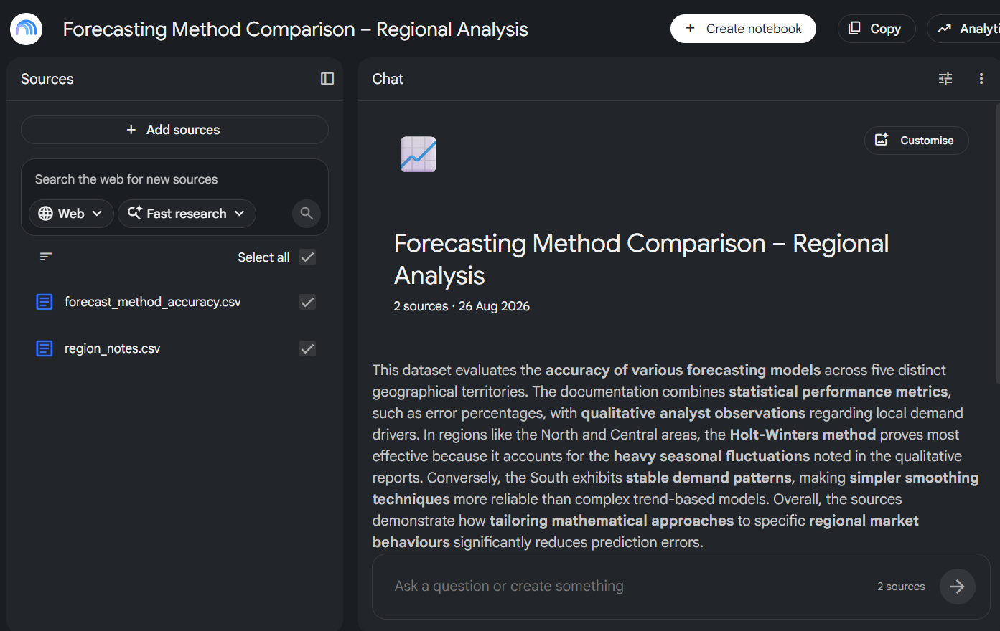 Forecasting Method Comparison – Regional Analysis
+ Create notebook
Copy
Analyti
Sources
+ Add sources
Search the web for new sources
Web
Fast research
Select all
forecast_method_accuracy.csv
region_notes.csv
Chat
Customise
Forecasting Method Comparison – Regional
Analysis
2 sources · 26 Aug 2026
This dataset evaluates the accuracy of various forecasting models across five distinct
geographical territories. The documentation combines statistical performance metrics,
such as error percentages, with qualitative analyst observations regarding local demand
drivers. In regions like the North and Central areas, the Holt-Winters method proves most
effective because it accounts for the heavy seasonal fluctuations noted in the qualitative
reports. Conversely, the South exhibits stable demand patterns, making simpler smoothing
techniques more reliable than complex trend-based models. Overall, the sources
demonstrate how tailoring mathematical approaches to specific regional market
behaviours significantly reduces prediction errors.
Ask a question or create something
2 sources